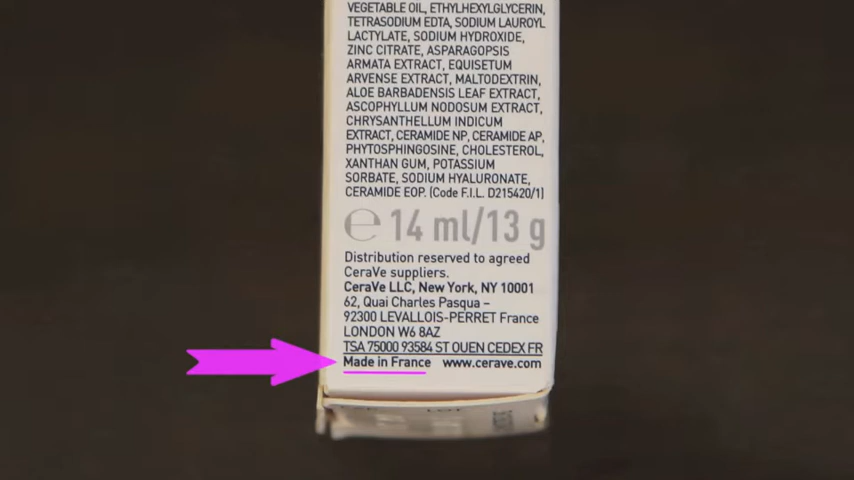 VEGETABLE OIL, ETHYLHEXYLGLYCERIN,
TETRASODIUM EDTA, SODIUM LAUROYL
LACTYLATE, SODIUM HYDROXIDE,
ZINC CITRATE, ASPARAGOPSIS
ARMATA EXTRACT, EQUISETUM
ARVENSE EXTRACT, MALTODEXTRIN,
ALOE BARBADENSIS LEAF EXTRACT,
ASCOPHYLLUM NODOSUM EXTRACT,
CHRYSANTHELLUM INDICUM
EXTRACT, CERAMIDE NP, CERAMIDE AP,
PHYTOSPHINGOSINE, CHOLESTEROL,
XANTHAN GUM, POTASSIUM
SORBATE, SODIUM HYALURONATE,
CERAMIDE EOP. (Code F.I.L. D215420/1)
℮ 14 ml/13 g
Distribution reserved to agreed
CeraVe suppliers.
CeraVe LLC, New York, NY 10001
62, Quai Charles Pasqua –
92300 LEVALLOIS-PERRET France
LONDON W6 8AZ
TSA 75000 93584 ST OUEN CEDEX FR
Made in France www.cerave.com